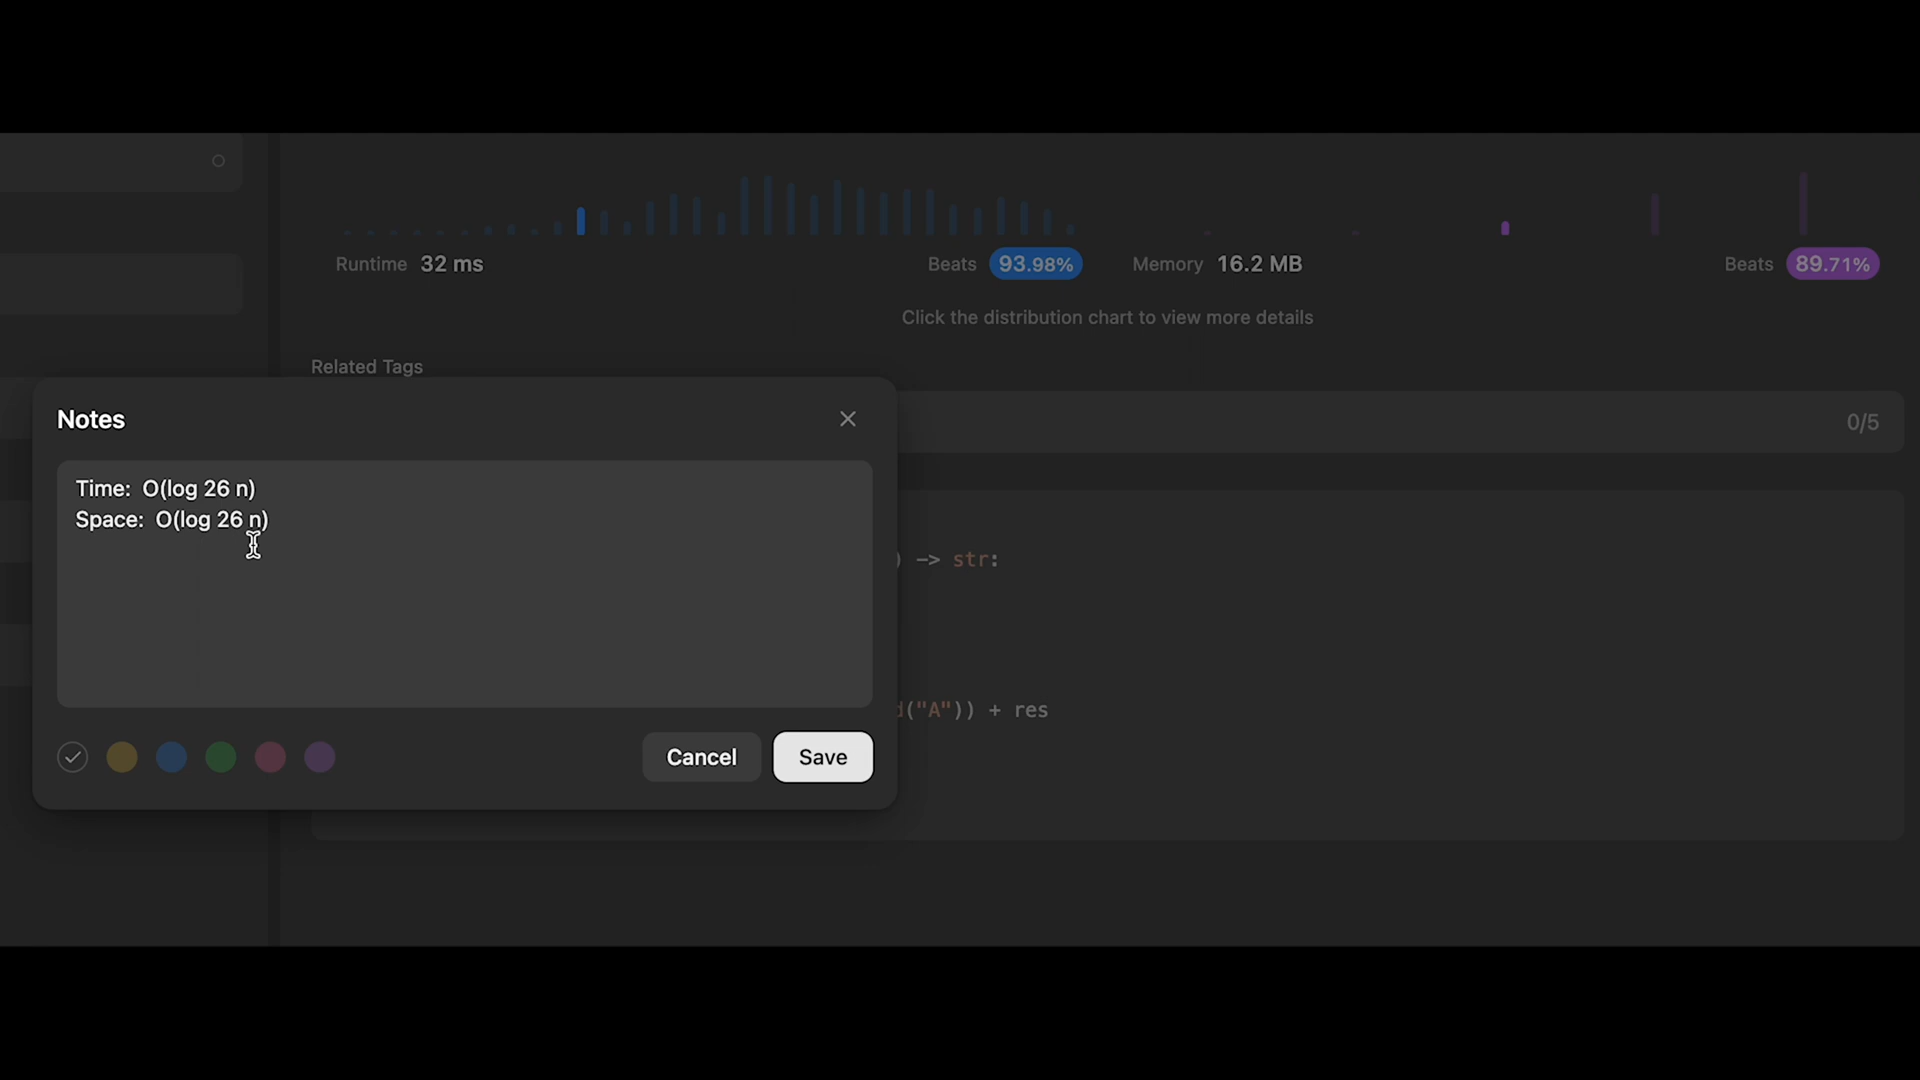 Runtime 32 ms Beats 93.98% Memory 16.2 MB Beats 89.71%
Click the distribution chart to view more details
Related Tags
0/5
Notes
Time: O(log 26 n)
Space: O(log 26 n)
) -> str:
("A")) + res
Cancel Save